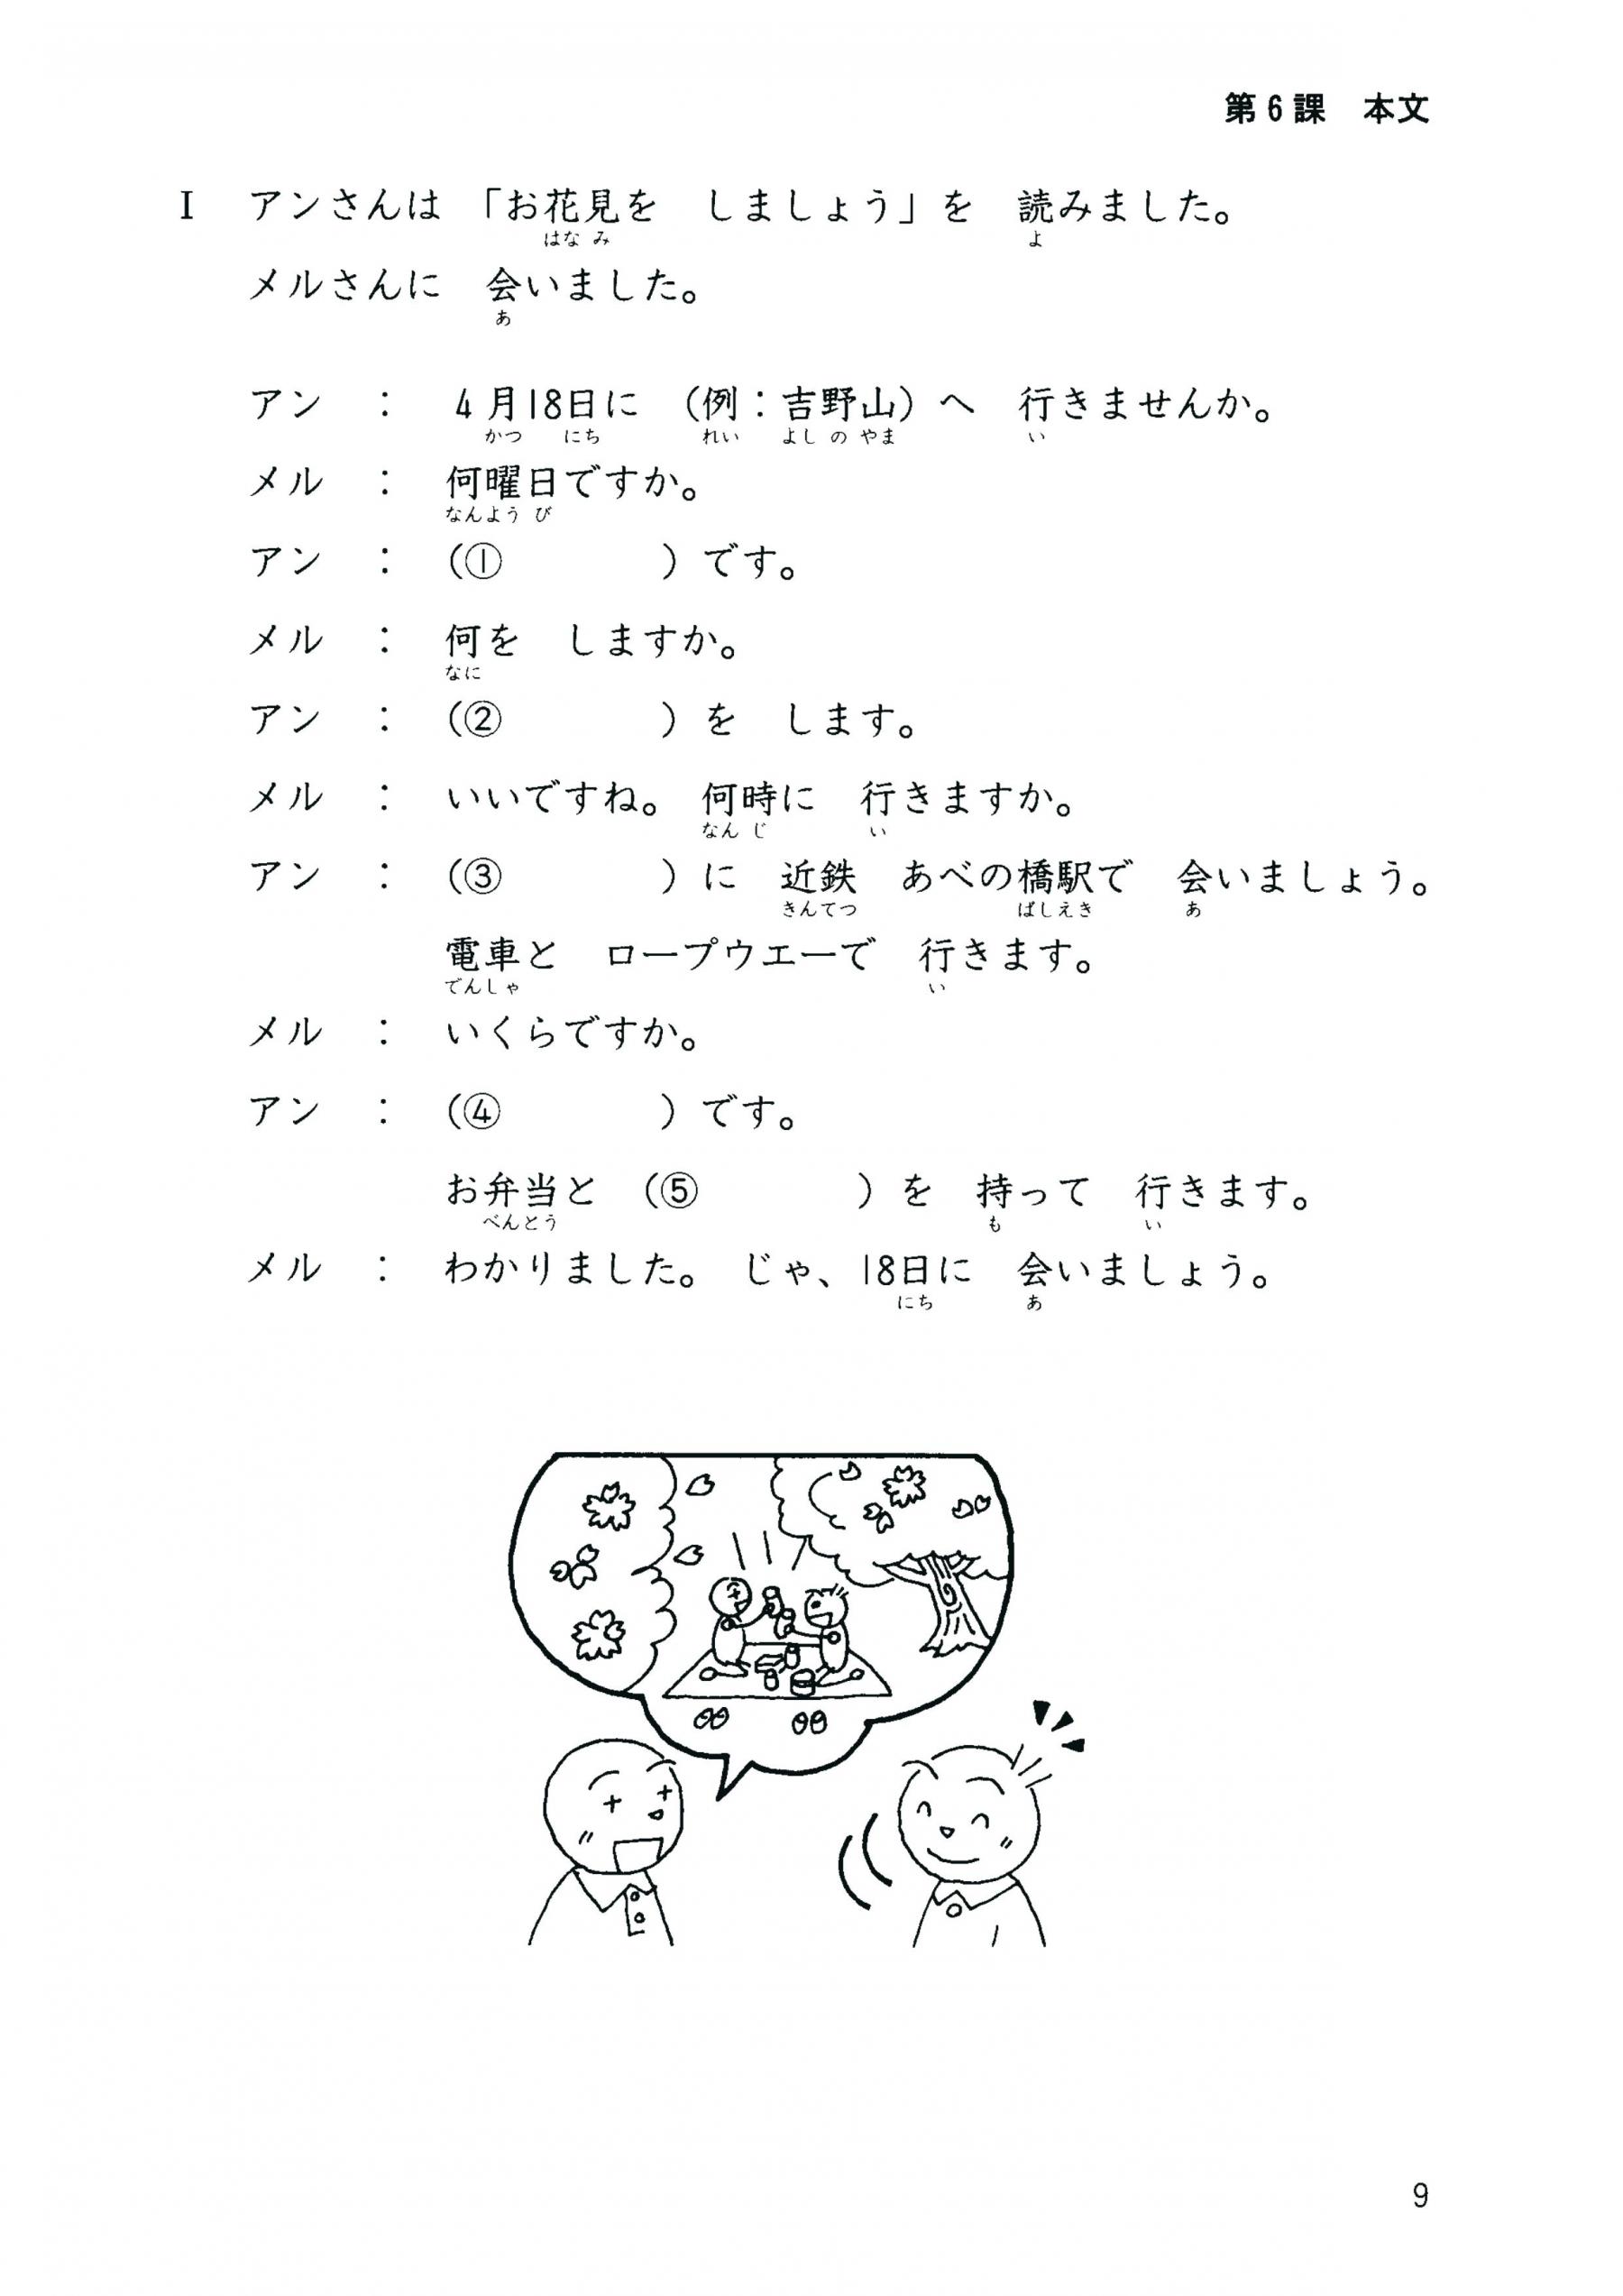 第6課　本文
Ⅰ　アンさんは　「お花見を　しましょう」を　読みました。
はな み　よ
メルさんに　会いました。
あ
アン　：　4月18日に　（例：吉野山）へ　行きませんか。
かつ　にち　れい　よし の やま　い
メル　：　何曜日ですか。
なんよう び
アン　：　（①　　　　）です。
メル　：　何を　しますか。
なに
アン　：　（②　　　　）を　します。
メル　：　いいですね。　何時に　行きますか。
なん じ　い
アン　：　（③　　　　）に　近鉄　あべの橋駅で　会いましょう。
きんてつ　ばしえき　あ
電車と　ロープウエーで　行きます。
でんしゃ　い
メル　：　いくらですか。
アン　：　（④　　　　）です。
お弁当と　（⑤　　　　）を　持って　行きます。
べんとう　も　い
メル　：　わかりました。　じゃ、18日に　会いましょう。
にち　あ
9